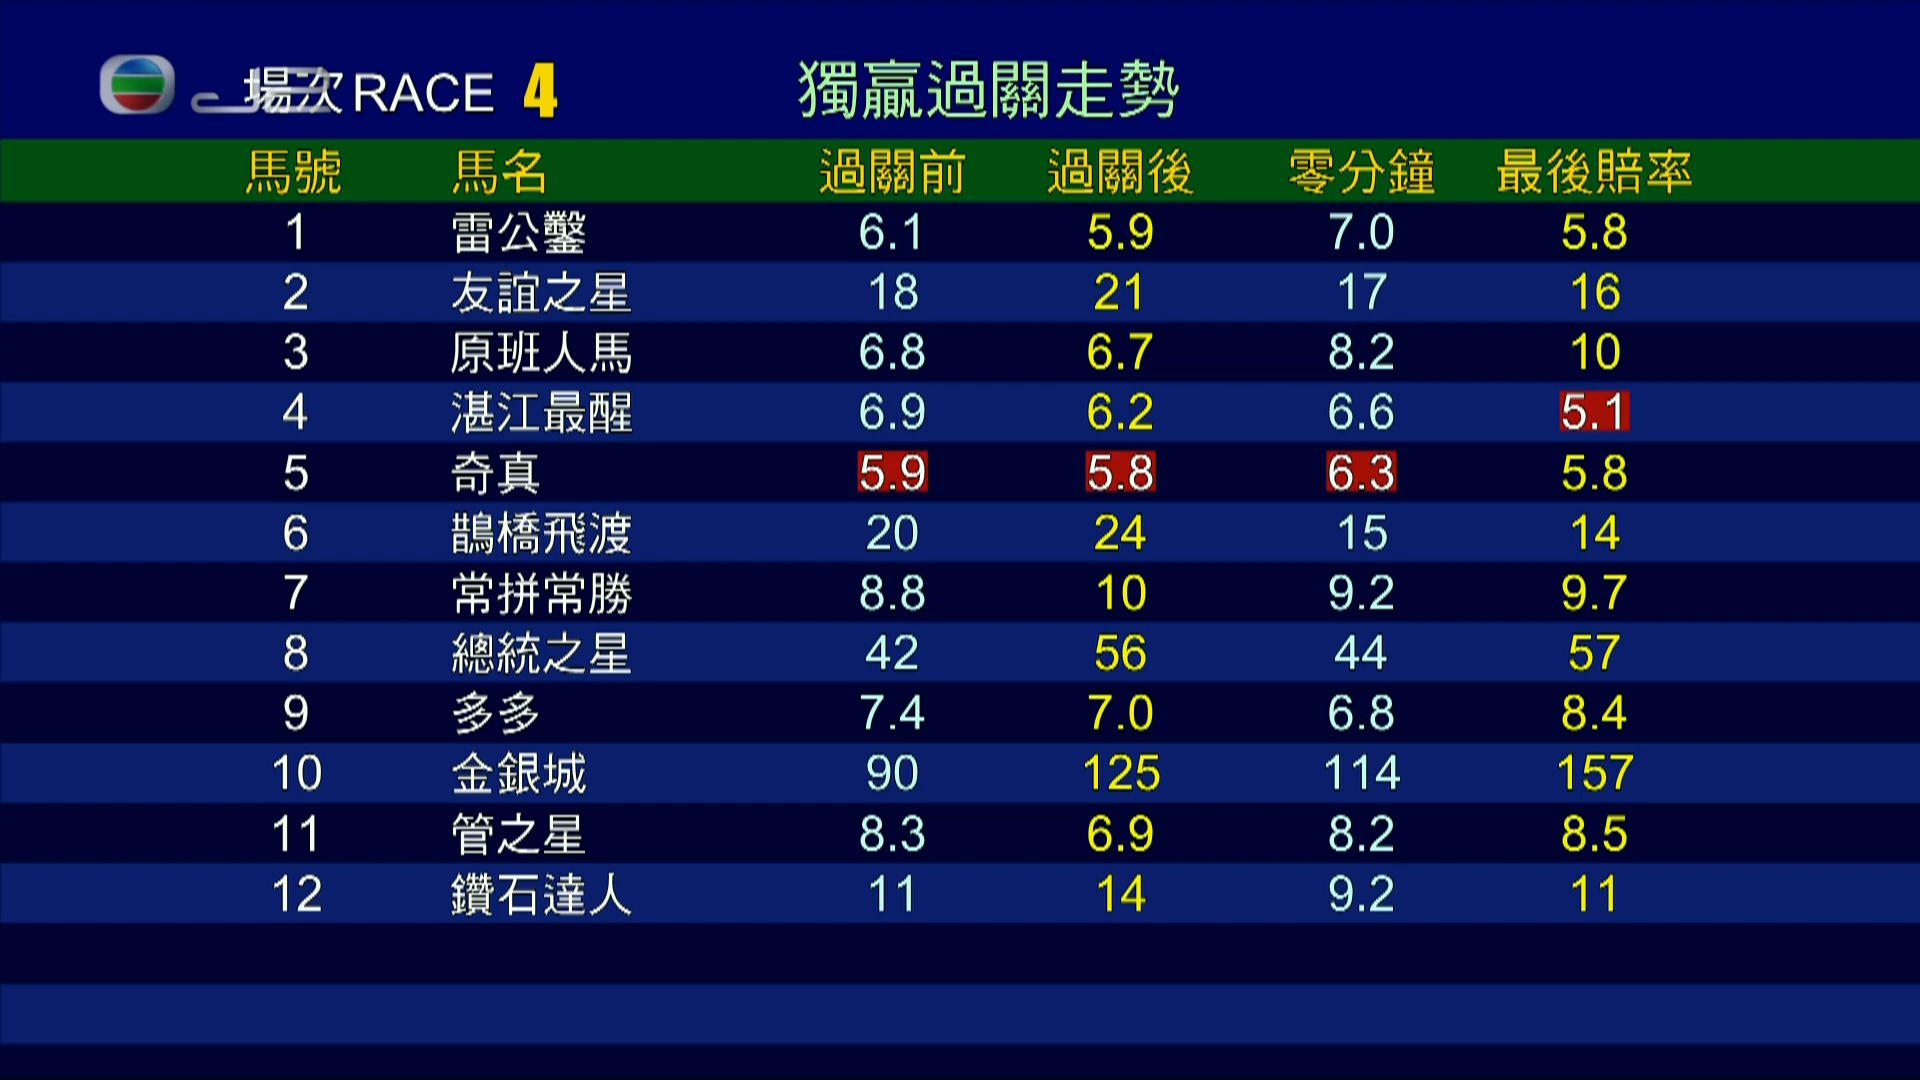 場次 RACE 4 獨贏過關走勢
馬號 馬名 過關前 過關後 零分鐘 最後賠率
1 雷公鑿 6.1 5.9 7.0 5.8
2 友誼之星 18 21 17 16
3 原班人馬 6.8 6.7 8.2 10
4 湛江最醒 6.9 6.2 6.6 5.1
5 奇真 5.9 5.8 6.3 5.8
6 鵲橋飛渡 20 24 15 14
7 常拼常勝 8.8 10 9.2 9.7
8 總統之星 42 56 44 57
9 多多 7.4 7.0 6.8 8.4
10 金銀城 90 125 114 157
11 管之星 8.3 6.9 8.2 8.5
12 鑽石達人 11 14 9.2 11